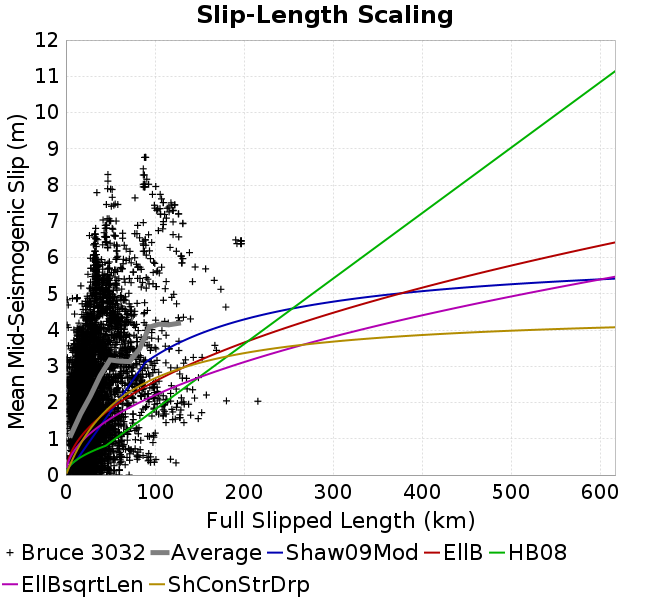 Slip-Length Scaling
Mean Mid-Seismogenic Slip (m)
12
11
10
9
8
7
6
5
4
3
2
1
0
0 100 200 300 400 500 600
Full Slipped Length (km)
Bruce 3032 Average Shaw09Mod EllB HB08
EllBsqrtLen ShConStrDrp